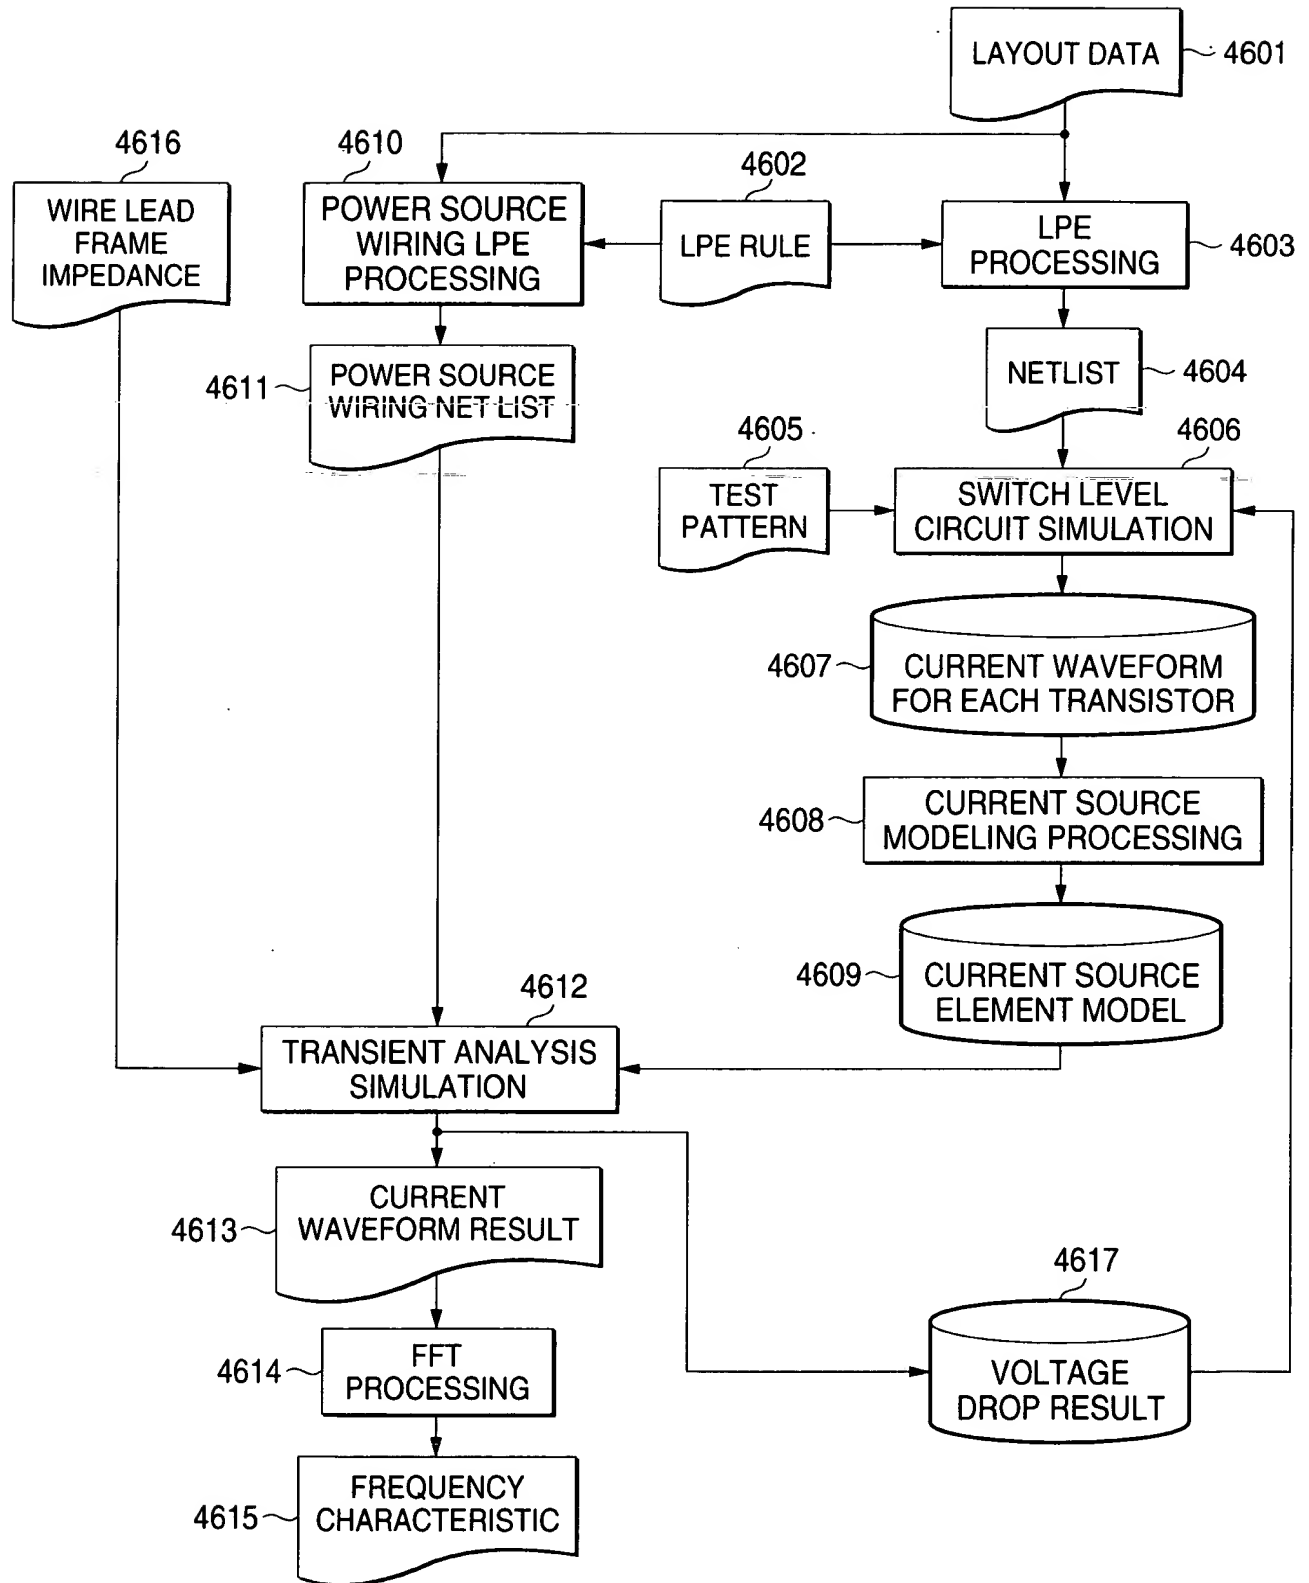 LAYOUT DATA
4601
4616
4610
4602
WIRE LEAD
FRAME
IMPEDANCE
POWER SOURCE
WIRING LPE
PROCESSING
LPE RULE
LPE
PROCESSING
4603
4611
POWER SOURCE
WIRING NET LIST
NETLIST
4604
4605
4606
TEST
PATTERN
SWITCH LEVEL
CIRCUIT SIMULATION
4607
CURRENT WAVEFORM
FOR EACH TRANSISTOR
4608
CURRENT SOURCE
MODELING PROCESSING
4609
CURRENT SOURCE
ELEMENT MODEL
4612
TRANSIENT ANALYSIS
SIMULATION
4613
CURRENT
WAVEFORM RESULT
4617
4614
FFT
PROCESSING
VOLTAGE
DROP RESULT
4615
FREQUENCY
CHARACTERISTIC